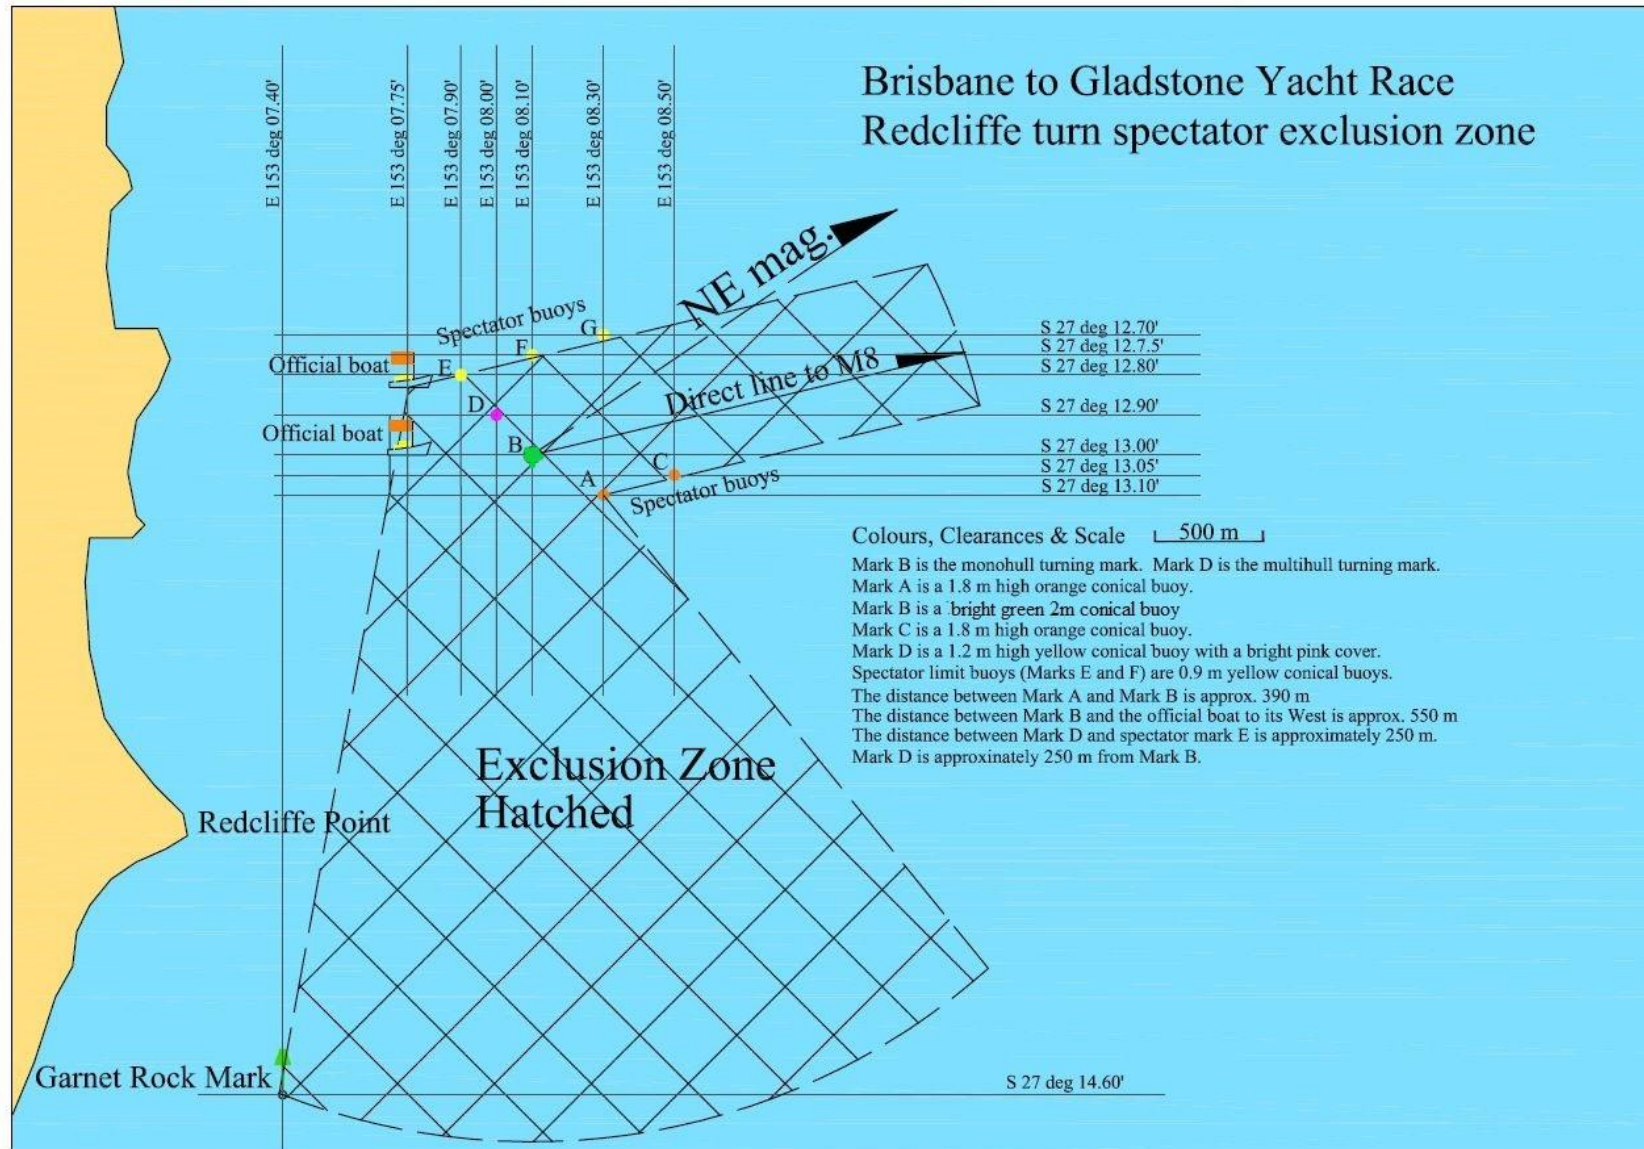 Brisbane to Gladstone Yacht Race
Redcliffe turn spectator exclusion zone
E 153 deg 07.40'
E 153 deg 07.75'
E 153 deg 07.90'
E 153 deg 08.00'
E 153 deg 08.10'
E 153 deg 08.30'
E 153 deg 08.50'
NE mag.
Spectator buoys
G
F
E
D
B
A
C
Official boat
Official boat
Direct line to M8
Spectator buoys
S 27 deg 12.70'
S 27 deg 12.7.5'
S 27 deg 12.80'
S 27 deg 12.90'
S 27 deg 13.00'
S 27 deg 13.05'
S 27 deg 13.10'
Colours, Clearances & Scale 500 m
Mark B is the monohull turning mark. Mark D is the multihull turning mark.
Mark A is a 1.8 m high orange conical buoy.
Mark B is a bright green 2m conical buoy
Mark C is a 1.8 m high orange conical buoy.
Mark D is a 1.2 m high yellow conical buoy with a bright pink cover.
Spectator limit buoys (Marks E and F) are 0.9 m yellow conical buoys.
The distance between Mark A and Mark B is approx. 390 m
The distance between Mark B and the official boat to its West is approx. 550 m
The distance between Mark D and spectator mark E is approximately 250 m.
Mark D is approxinately 250 m from Mark B.
Exclusion Zone
Hatched
Redcliffe Point
Garnet Rock Mark
S 27 deg 14.60'